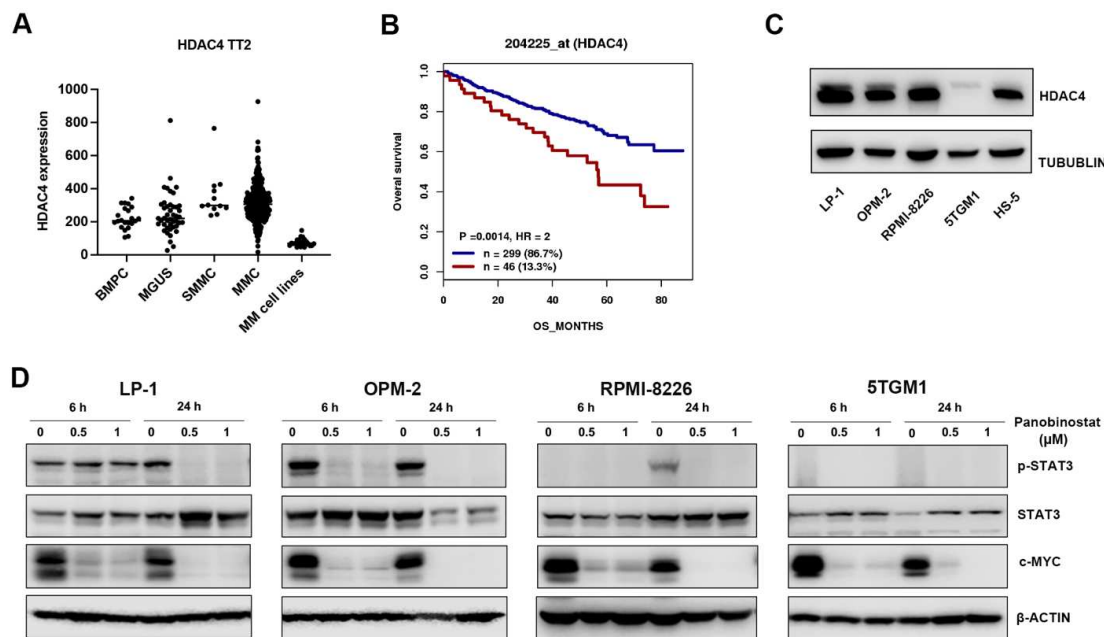 A
HDAC4 TT2
HDAC4 expression
1000
800
600
400
200
0
BMPC
MGUS
SMMC
MMC
MM cell lines
B
204225_at (HDAC4)
Overal survival
1.0
0.8
0.6
0.4
0.2
0.0
P =0.0014, HR = 2
n = 299 (86.7%)
n = 46 (13.3%)
0 20 40 60 80
OS_MONTHS
C
HDAC4
TUBUBLIN
LP-1
OPM-2
RPMI-8226
5TGM1
HS-5
D
LP-1 OPM-2 RPMI-8226 5TGM1
6 h 24 h 6 h 24 h 6 h 24 h 6 h 24 h
0 0.5 1 0 0.5 1 0 0.5 1 0 0.5 1 0 0.5 1 0 0.5 1 0 0.5 1 0 0.5 1
Panobinostat
(μM)
p-STAT3
STAT3
c-MYC
β-ACTIN